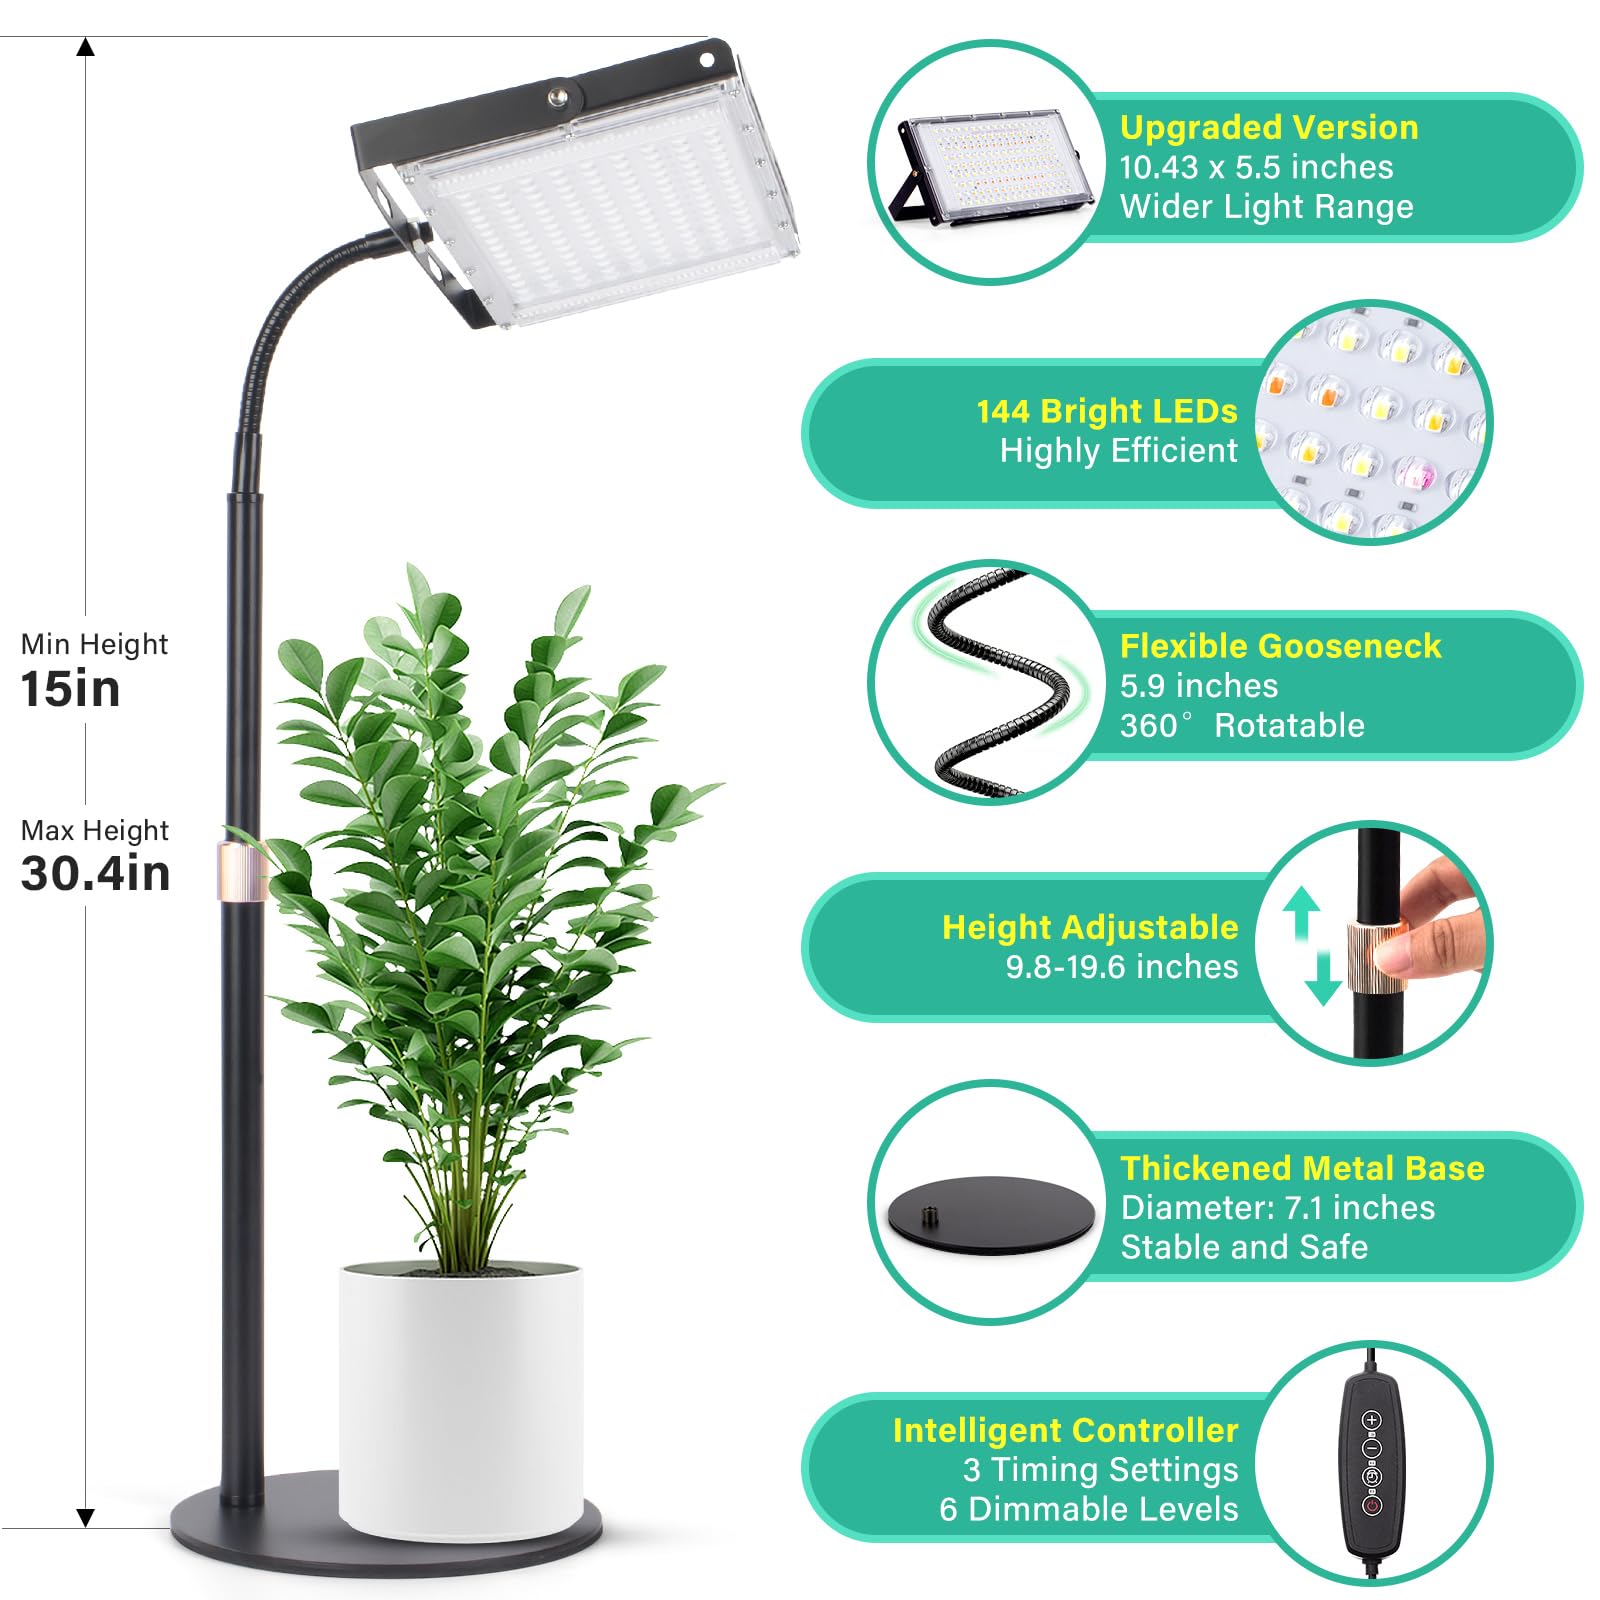 Min Height
15in
Max Height
30.4in
Upgraded Version
10.43 x 5.5 inches
Wider Light Range
144 Bright LEDs
Highly Efficient
Flexible Gooseneck
5.9 inches
360° Rotatable
Height Adjustable
9.8-19.6 inches
Thickened Metal Base
Diameter: 7.1 inches
Stable and Safe
Intelligent Controller
3 Timing Settings
6 Dimmable Levels